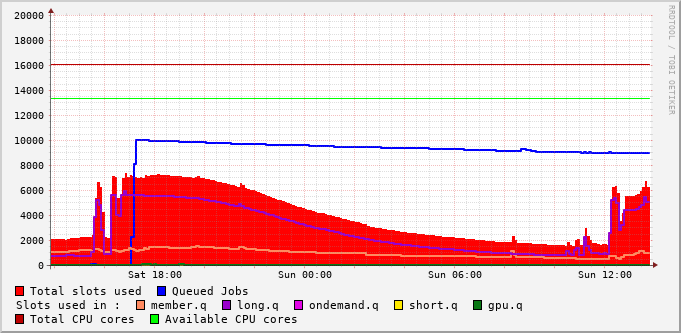 20000
18000
16000
14000
12000
10000
8000
6000
4000
2000
0
Sat 18:00 Sun 00:00 Sun 06:00 Sun 12:00
Total slots used Queued Jobs
Slots used in : member.q long.q ondemand.q short.q gpu.q
Total CPU cores Available CPU cores
RRDTOOL / TOBI OETIKER